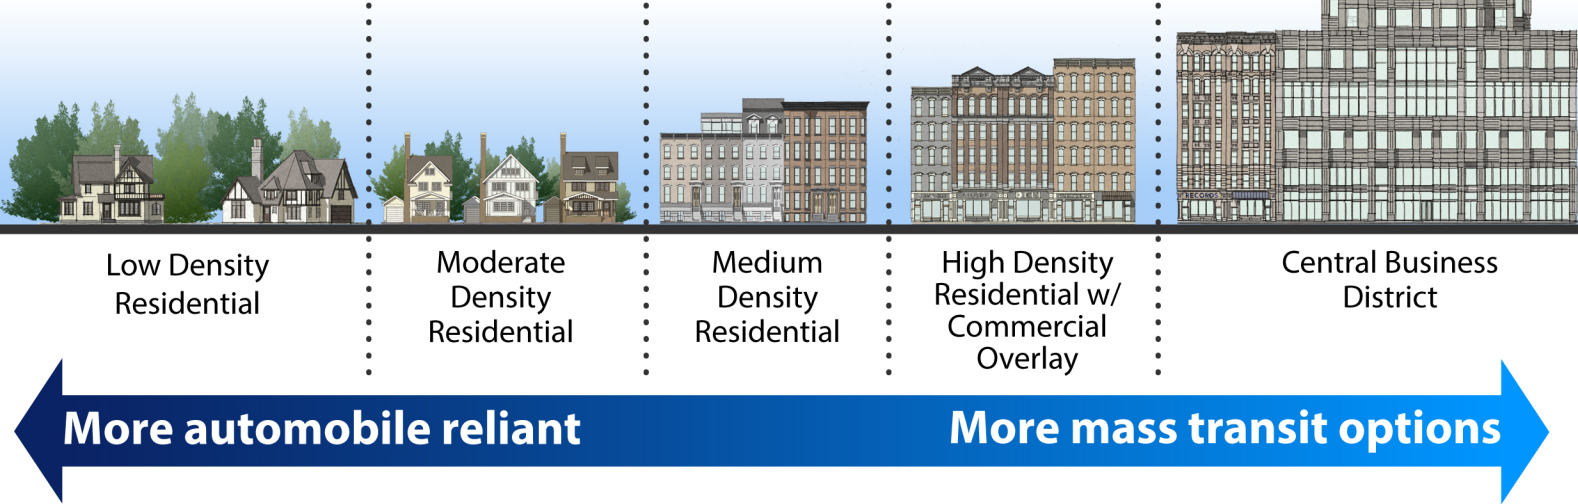 RECORDS
Low Density
Residential
Moderate
Density
Residential
Medium
Density
Residential
High Density
Residential w/
Commercial
Overlay
Central Business
District
More automobile reliant
More mass transit options